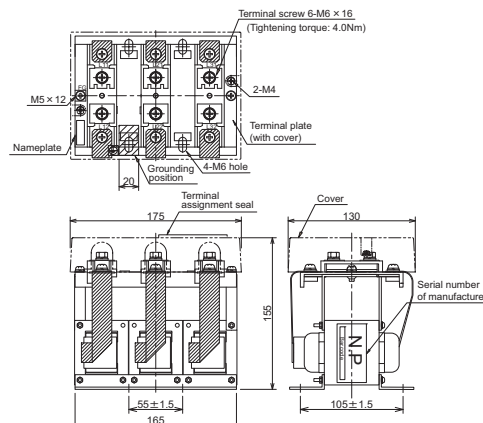 Terminal screw 6-M6×16
(Tightening torque: 4.0Nm)
M5×12
2-M4
Terminal plate
(with cover)
Nameplate
20
Grounding
position
4-M6 hole
Terminal
assignment seal
175
Cover
130
155
Serial number
of manufacture
N.P
55±1.5
165
105±1.5